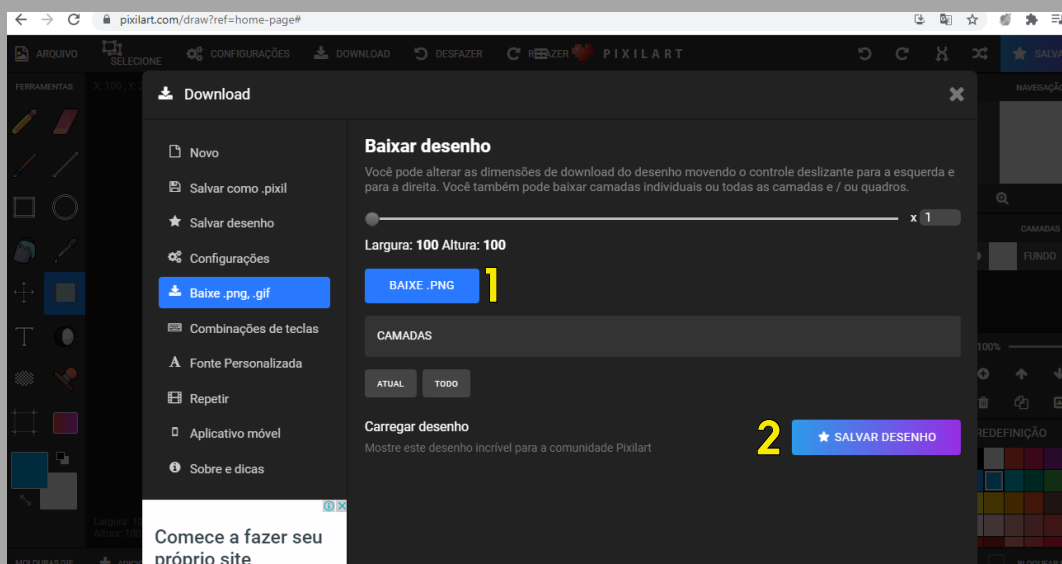 pixilart.com/draw?ref=home-page#
ARQUIVO
SELECIONE
CONFIGURAÇÕES
DOWNLOAD
DESFAZER
PIXILART
FERRAMENTAS
NAVEGAÇÃO
Download
Novo
Salvar como .pixil
Salvar desenho
Configurações
Baixe .png, .gif
Combinações de teclas
Fonte Personalizada
Repetir
Aplicativo móvel
Sobre e dicas
Comece a fazer seu
próprio site
Baixar desenho
Você pode alterar as dimensões de download do desenho movendo o controle deslizante para a esquerda e
para a direita. Você também pode baixar camadas individuais ou todas as camadas e / ou quadros.
x 1
Largura: 100 Altura: 100
BAIXE .PNG
1
CAMADAS
ATUAL TODO
Carregar desenho
Mostre este desenho incrível para a comunidade Pixilart
2
SALVAR DESENHO
CAMADAS
FUNDO
100%